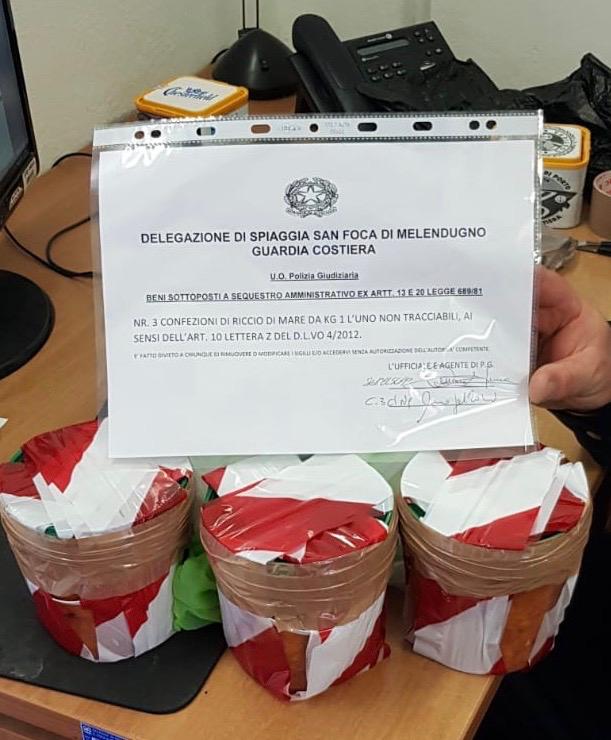 Chesterfield
DELEGAZIONE DI SPIAGGIA SAN FOCA DI MELENDUGNO
GUARDIA COSTIERA
U.O. Polizia Giudiziaria
BENI SOTTOPOSTI A SEQUESTRO AMMINISTRATIVO EX ARTT. 13 E 20 LEGGE 689/81
NR. 3 CONFEZIONI DI RICCIO DI MARE DA KG 1 L'UNO NON TRACCIABILI, AI
SENSI DELL'ART. 10 LETTERA Z DEL D.L.VO 4/2012.
E' FATTO DIVIETO A CHIUNQUE DI RIMUOVERE O MODIFICARE I SIGILLI E/O ACCEDERVI SENZA AUTORIZZAZIONE DELL'AUTORITA' COMPETENTE.
L'UFFICIALE E AGENTE DI P.G.